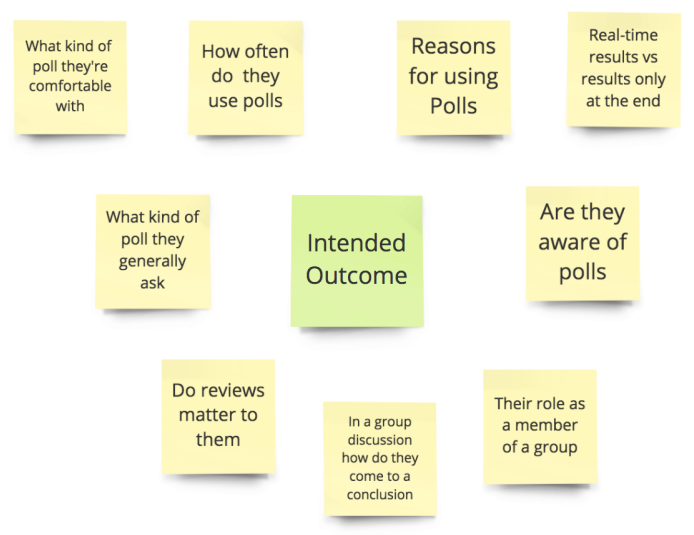 What kind of
poll they're
comfortable
with
How often
do they
use polls
Reasons
for using
Polls
Real-time
results vs
results only
at the end
What kind of
poll they
generally
ask
Intended
Outcome
Are they
aware of
polls
Do reviews
matter to
them
In a group
discussion
how do they
come to a
conclusion
Their role as
a member
of a group